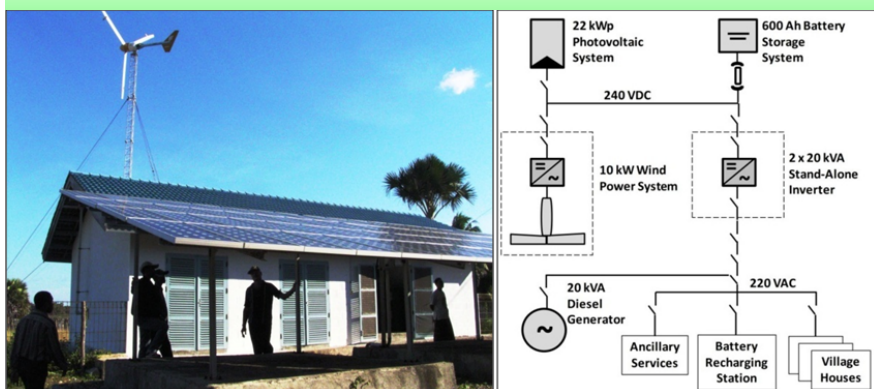 22 kWp
Photovoltaic
System
600 Ah Battery
Storage
System
240 VDC
10 kW Wind
Power System
2 x 20 kVA
Stand-Alone
Inverter
20 kVA
Diesel
Generator
220 VAC
Ancillary
Services
Battery
Recharging
Station
Village
Houses